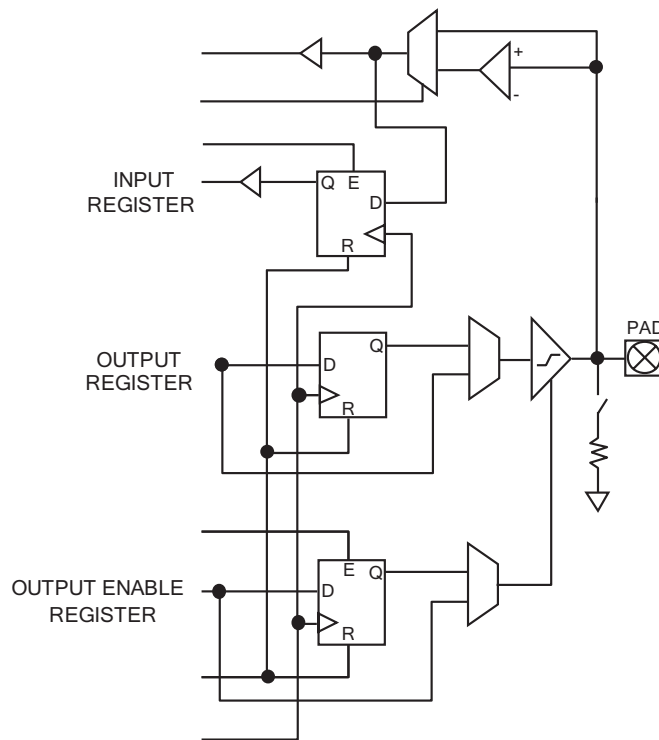 +
-
Q E
INPUT
REGISTER
D
R
PAD
Q
OUTPUT
REGISTER
D
R
E
Q
OUTPUT ENABLE
REGISTER
D
R